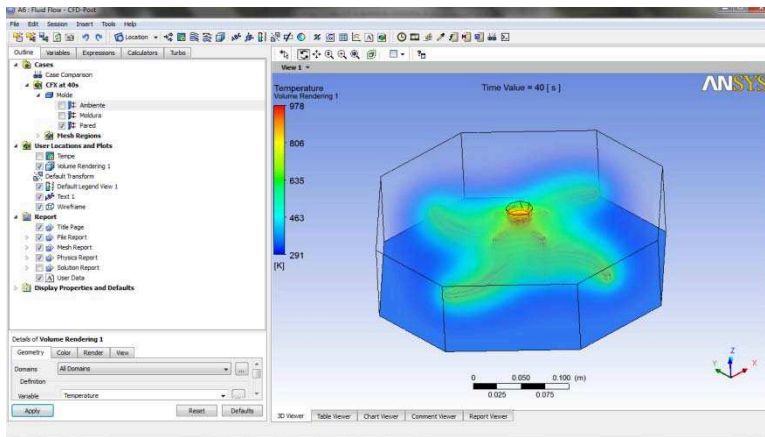 A6 : Fluid Flow - CFD-Post
File Edit Session Insert Tools Help
Location
Outline Variables Expressions Calculators Turbo
Cases
Case Comparison
CFX at 40s
Molde
Ambiente
Moldura
Pared
Mesh Regions
User Locations and Plots
Tempe
Volume Rendering 1
Default Transform
Default Legend View 1
Text 1
Wireframe
Report
Title Page
File Report
Mesh Report
Physics Report
Solution Report
User Data
Display Properties and Defaults
Details of Volume Rendering 1
Geometry Color Render View
Domains All Domains
Definition
Variable Temperature
Apply Reset Defaults
View 1
Temperature
Volume Rendering 1
Time Value = 40 [ s ]
ANSYS
978
806
635
463
291
[K]
0 0.050 0.100 (m)
0.025 0.075
Z
Y X
3D Viewer Table Viewer Chart Viewer Comment Viewer Report Viewer